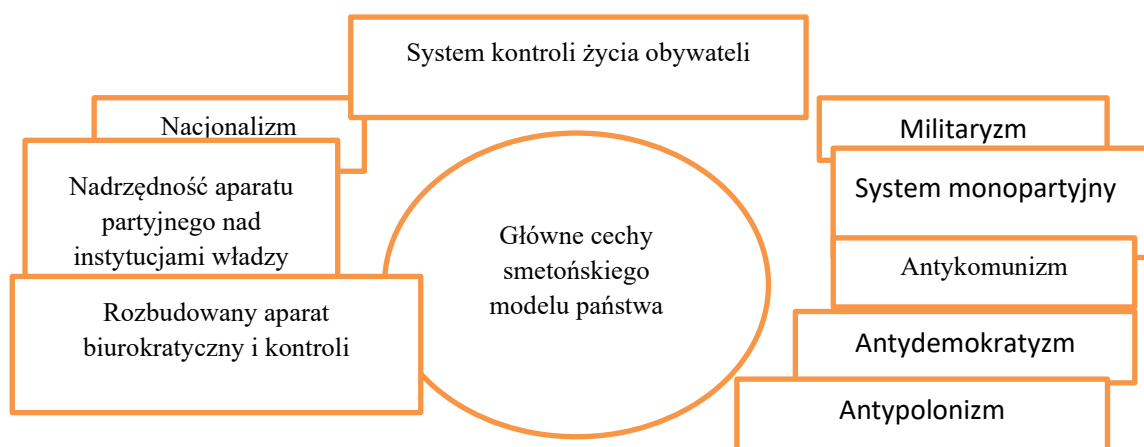 System kontroli życia obywateli
Nacjonalizm
Nadrzędność aparatu
partyjnego nad
instytucjami władzy
Rozbudowany aparat
biurokratyczny i kontroli
Główne cechy
smetońskiego
modelu państwa
Militaryzm
System monopartyjny
Antykomunizm
Antydemokratyzm
Antypolonizm